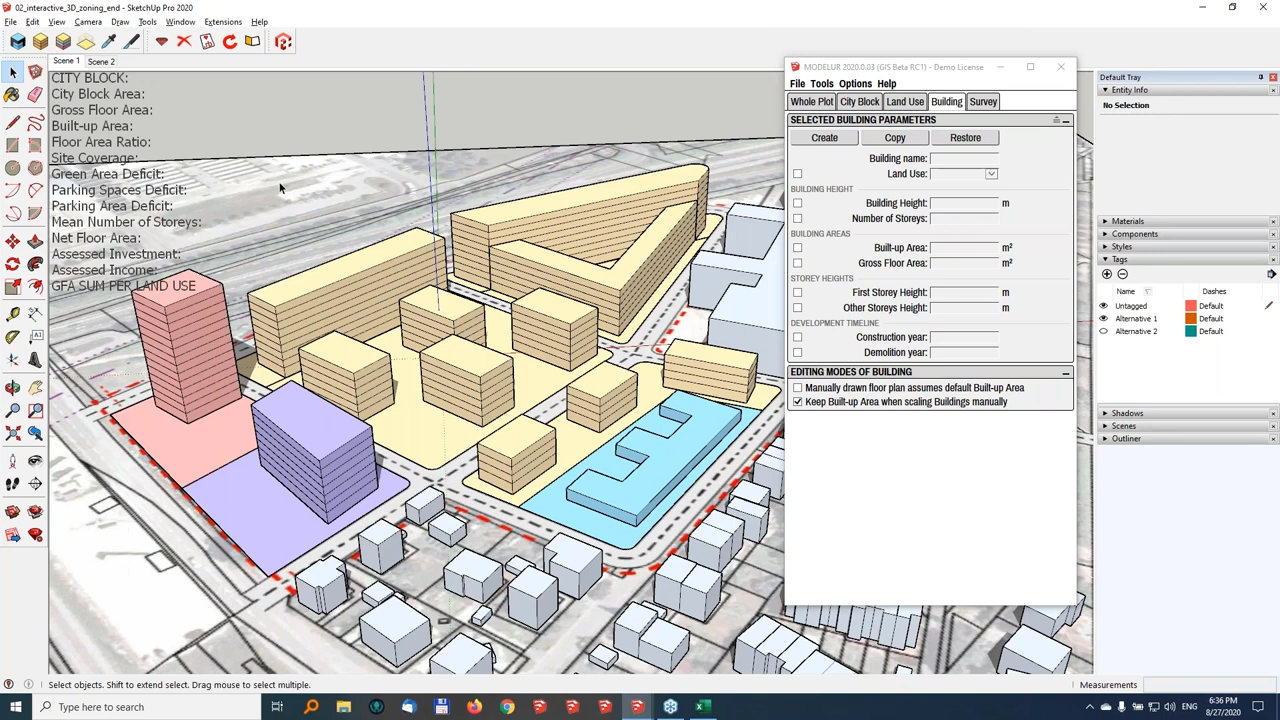 02_interactive_3D_zoning_end - SketchUp Pro 2020
File Edit View Camera Draw Tools Window Extensions Help
Scene 1 Scene 2
CITY BLOCK:
City Block Area:
Gross Floor Area:
Built-up Area:
Floor Area Ratio:
Site Coverage:
Green Area Deficit:
Parking Spaces Deficit:
Parking Area Deficit:
Mean Number of Storeys:
Net Floor Area:
Assessed Investment:
Assessed Income:
GFA SUM PER LAND USE
MODELUR 2020.0.03 (GIS Beta RC1) - Demo License
File Tools Options Help
Whole Plot City Block Land Use Building Survey
SELECTED BUILDING PARAMETERS
Create Copy Restore
Building name:
Land Use:
BUILDING HEIGHT
Building Height: m
Number of Storeys:
BUILDING AREAS
Built-up Area: m²
Gross Floor Area: m²
STOREY HEIGHTS
First Storey Height: m
Other Storeys Height: m
DEVELOPMENT TIMELINE
Construction year:
Demolition year:
EDITING MODES OF BUILDING
Manually drawn floor plan assumes default Built-up Area
Keep Built-up Area when scaling Buildings manually
Default Tray
Entity Info
No Selection
Materials
Components
Styles
Tags
Name Dashes
Untagged Default
Alternative 1 Default
Alternative 2 Default
Shadows
Scenes
Outliner
Select objects. Shift to extend select. Drag mouse to select multiple.
Measurements
Type here to search
6:36 PM
8/27/2020